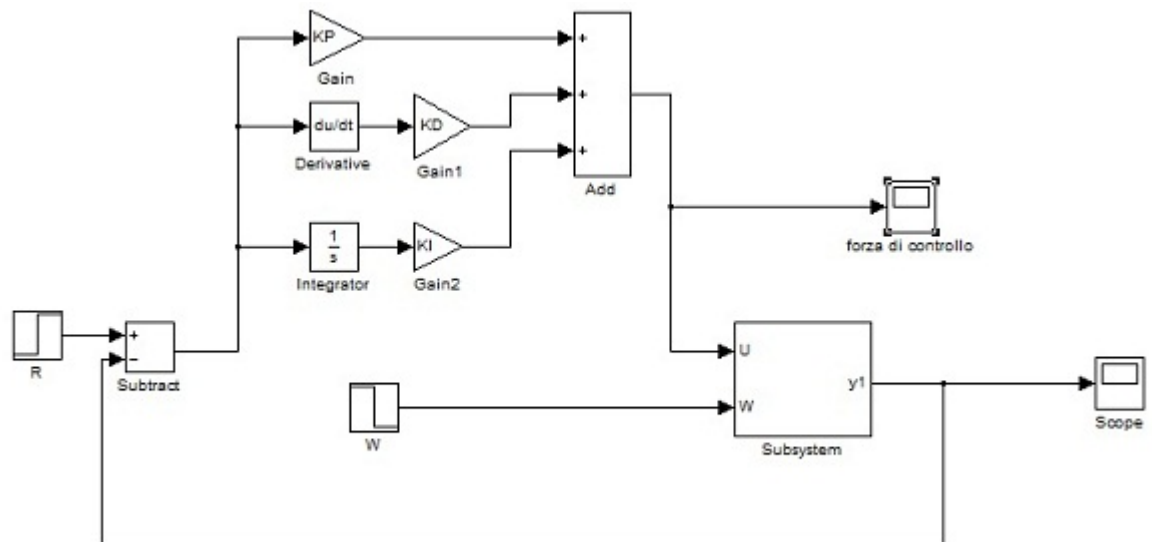 KP
+
Gain
+
du/dt
KD
Derivative
Gain1
+
Add
1
s
KI
Integrator
Gain2
forza di controllo
+
−
R
Subtract
U
y1
W
W
Subsystem
Scope